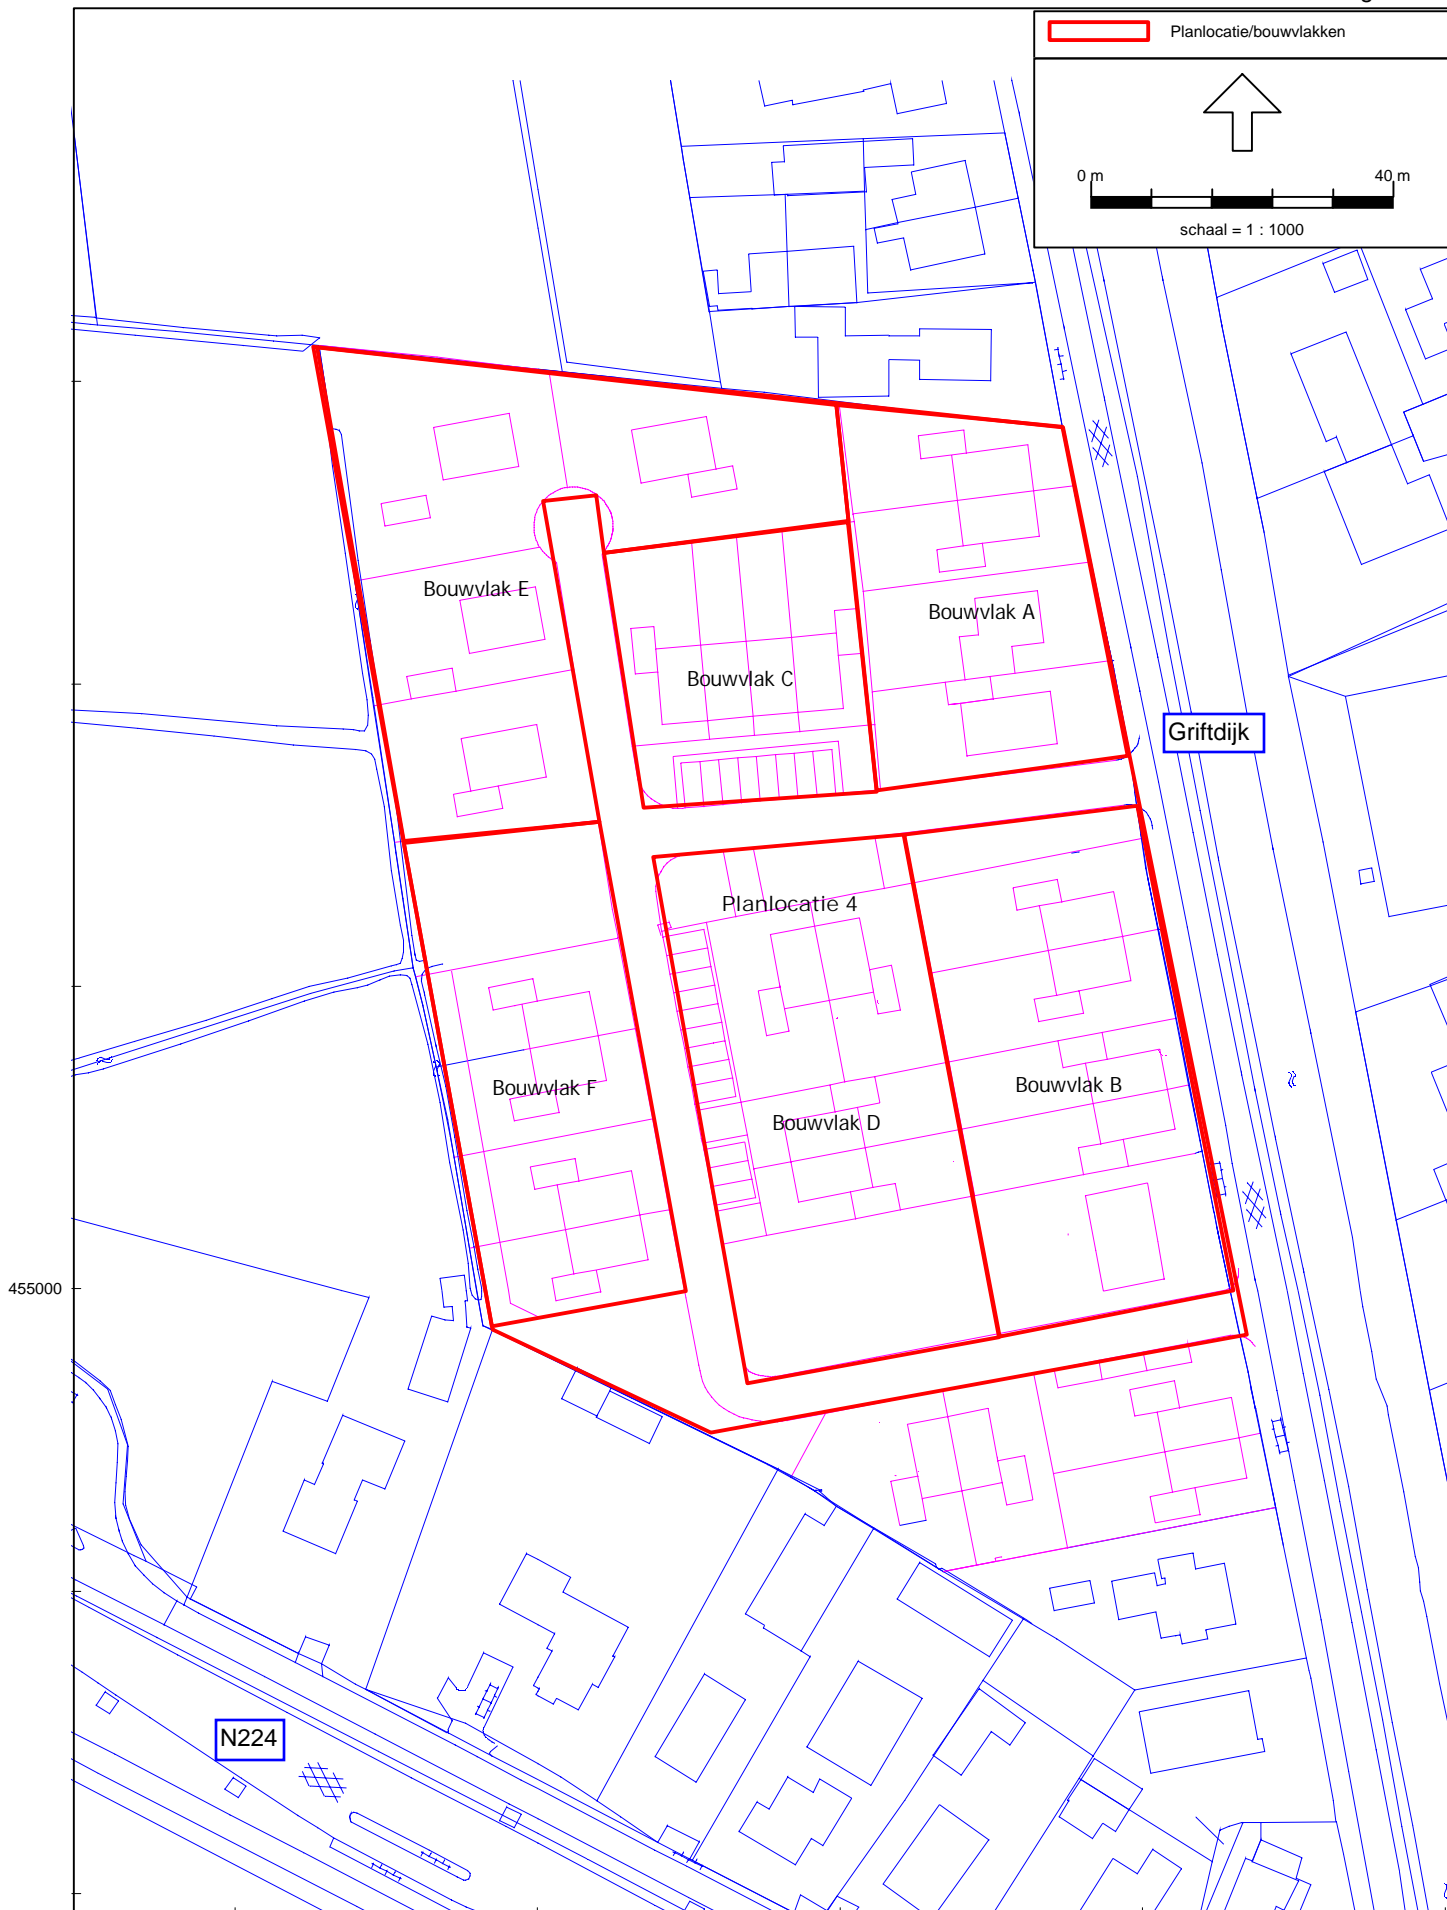 Planlocatie/bouwvlakken
0 m
40 m
schaal = 1 : 1000
Bouwvlak E
Bouwvlak A
Bouwvlak C
Griftdijk
Planlocatie 4
Bouwvlak F
Bouwvlak B
Bouwvlak D
455000
N224